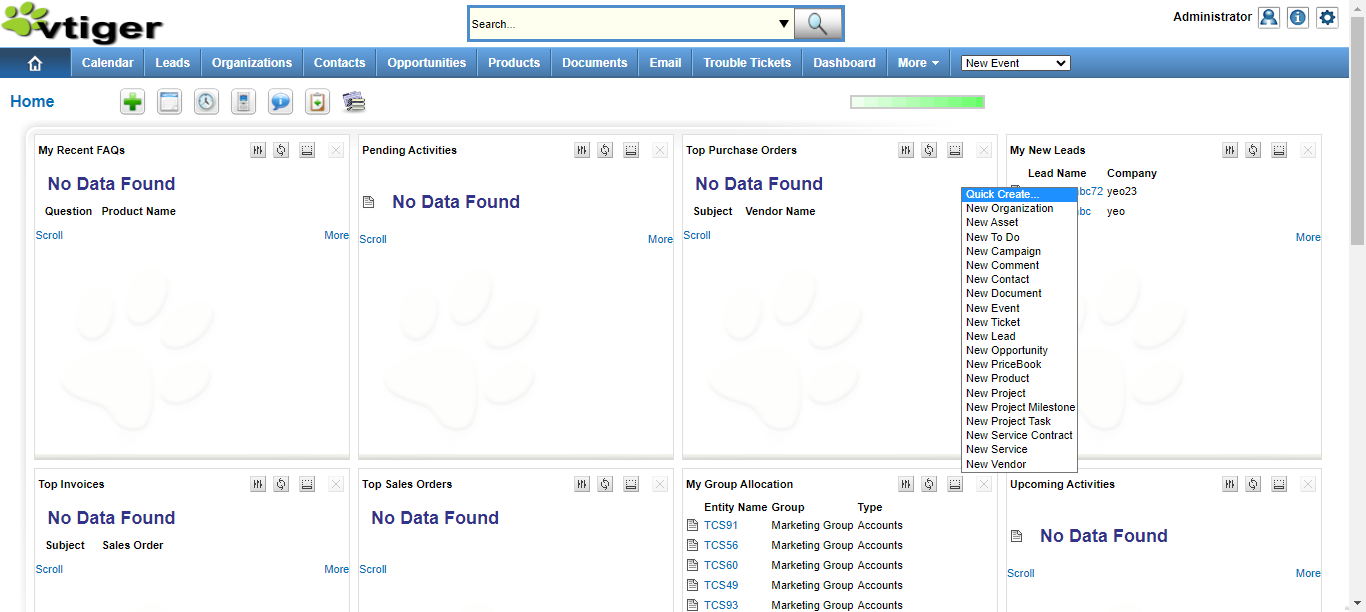 vtiger
Search...
Administrator
Calendar Leads Organizations Contacts Opportunities Products Documents Email Trouble Tickets Dashboard More New Event
Home
My Recent FAQs
No Data Found
Question Product Name
Scroll More
Pending Activities
No Data Found
Scroll More
Top Purchase Orders
No Data Found
Subject Vendor Name
Scroll
My New Leads
Lead Name Company
bc72 yeo23
bc yeo
More
Quick Create...
New Organization
New Asset
New To Do
New Campaign
New Comment
New Contact
New Document
New Event
New Ticket
New Lead
New Opportunity
New PriceBook
New Product
New Project
New Project Milestone
New Project Task
New Service Contract
New Service
New Vendor
Top Invoices
No Data Found
Subject Sales Order
Scroll More
Top Sales Orders
No Data Found
Scroll
My Group Allocation
Entity Name Group Type
TCS91 Marketing Group Accounts
TCS56 Marketing Group Accounts
TCS60 Marketing Group Accounts
TCS49 Marketing Group Accounts
TCS93 Marketing Group Accounts
Upcoming Activities
No Data Found
Scroll More